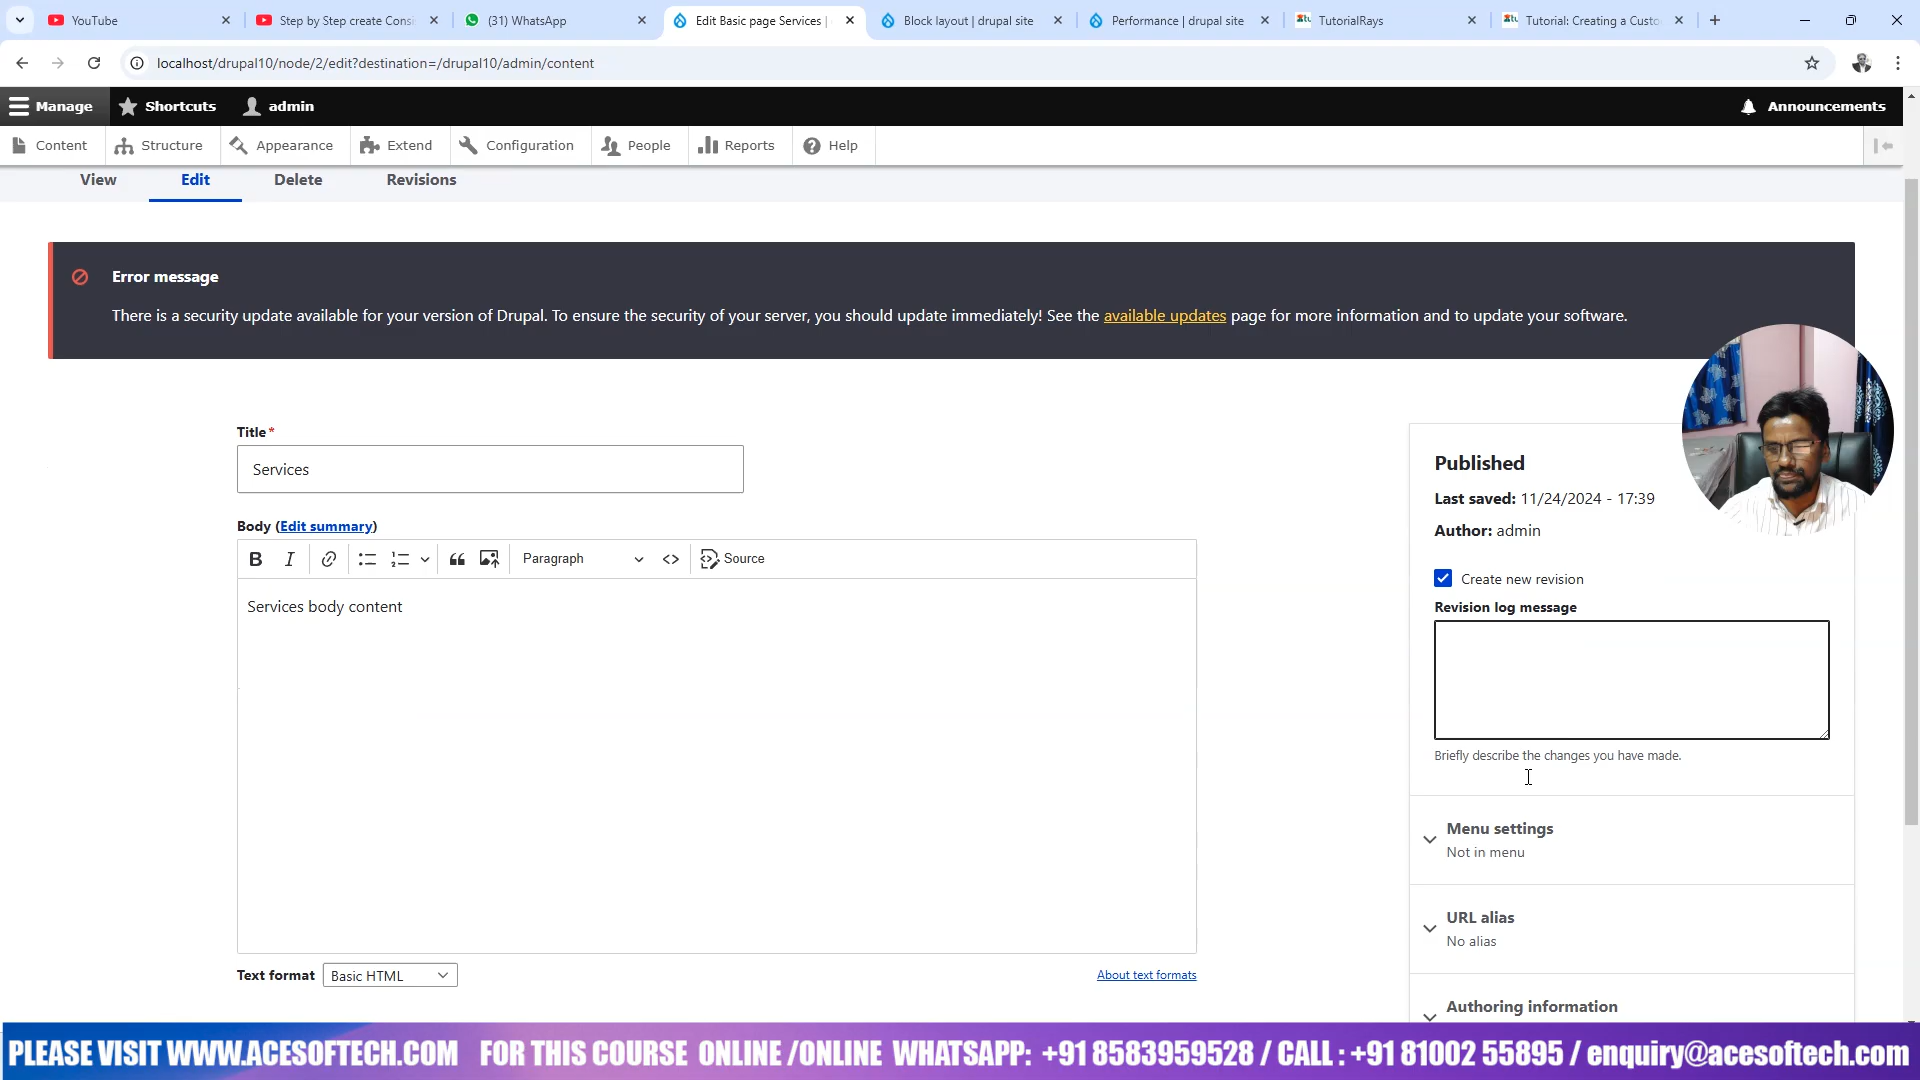 YouTube
Step by Step create Consi
(31) WhatsApp
Edit Basic page Services |
Block layout | drupal site
Performance | drupal site
TutorialRays
Tutorial: Creating a Custo
localhost/drupal10/node/2/edit?destination=/drupal10/admin/content
Manage
Shortcuts
admin
Announcements
Content
Structure
Appearance
Extend
Configuration
People
Reports
Help
View
Edit
Delete
Revisions
Error message
There is a security update available for your version of Drupal. To ensure the security of your server, you should update immediately! See the available updates page for more information and to update your software.
Title*
Services
Body (Edit summary)
B I Paragraph <> Source
Services body content
Text format Basic HTML
About text formats
Published
Last saved: 11/24/2024 - 17:39
Author: admin
Create new revision
Revision log message
Briefly describe the changes you have made.
Menu settings
Not in menu
URL alias
No alias
Authoring information
PLEASE VISIT WWW.ACESOFTECH.COM FOR THIS COURSE ONLINE /ONLINE WHATSAPP: +91 8583959528 / CALL : +91 81002 55895 / enquiry@acesoftech.com